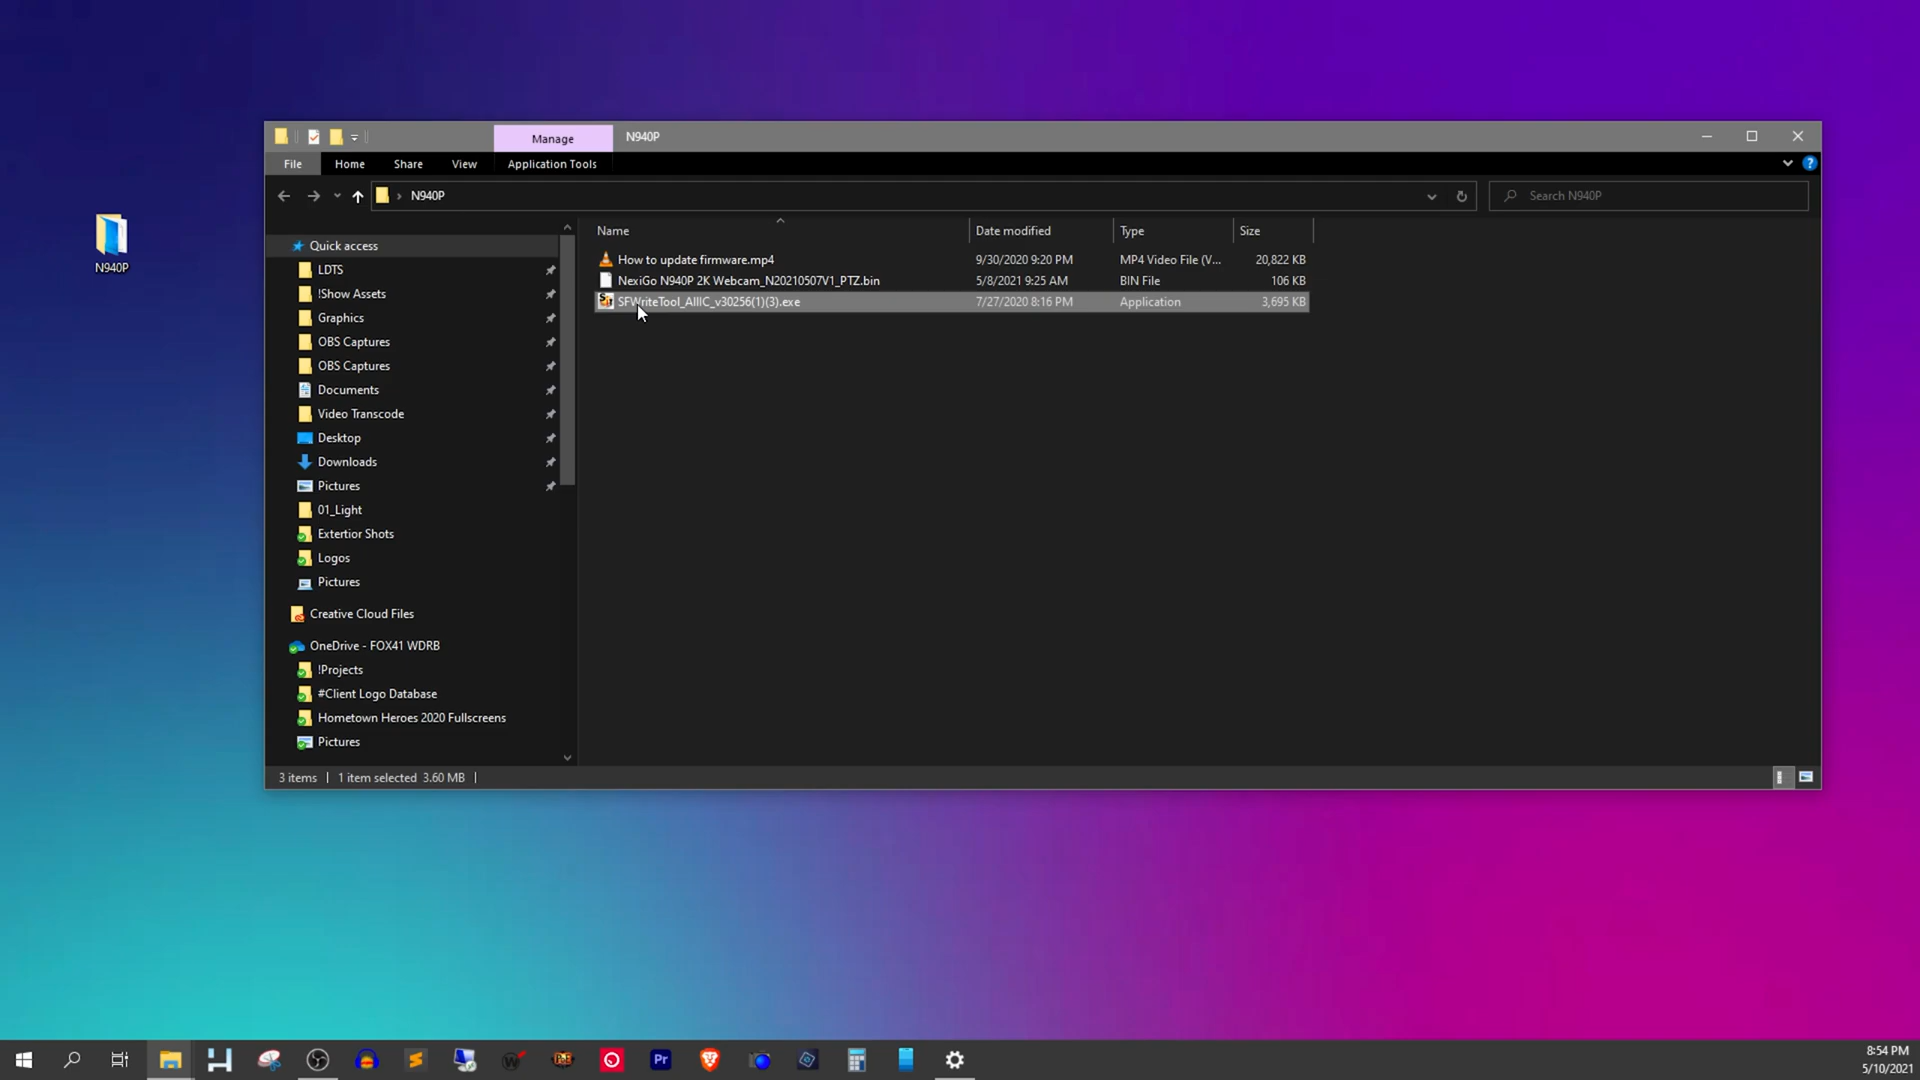 Manage
N940P
File
Home
Share
View
Application Tools
N940P
Search N940P
N940P
Name
Date modified
Type
Size
How to update firmware.mp4
9/30/2020 9:20 PM
MP4 Video File (V...
20,822 KB
NexiGo N940P 2K Webcam_N20210507V1_PTZ.bin
5/8/2021 9:25 AM
BIN File
106 KB
SFWriteTool_AllIC_v30256(1)(3).exe
7/27/2020 8:16 PM
Application
3,695 KB
Quick access
LDTS
!Show Assets
Graphics
OBS Captures
OBS Captures
Documents
Video Transcode
Desktop
Downloads
Pictures
01_Light
Extertior Shots
Logos
Pictures
Creative Cloud Files
OneDrive - FOX41 WDRB
!Projects
#Client Logo Database
Hometown Heroes 2020 Fullscreens
Pictures
3 items
1 item selected 3.60 MB
Pr
8:54 PM
5/10/2021